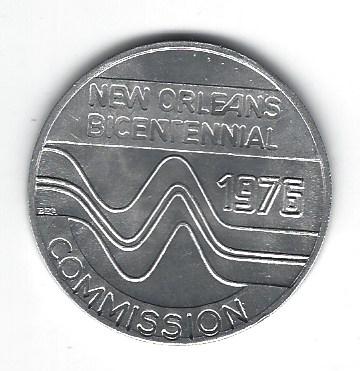 NEW ORLEANS
BICENTENNIAL
1976
COMMISSION